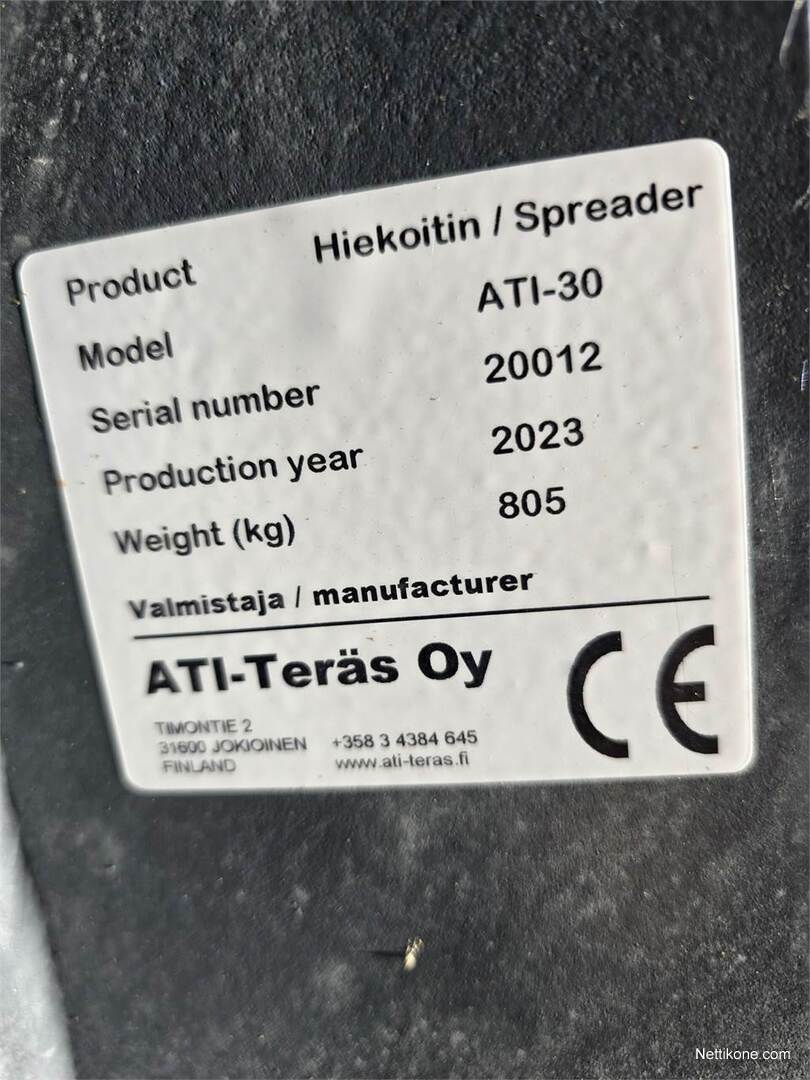 Product Hiekoitin / Spreader
Model ATI-30
Serial number 20012
Production year 2023
Weight (kg) 805
Valmistaja / manufacturer
ATI-Teräs Oy
CE
TIMONTIE 2
31600 JOKIOINEN +358 3 4384 645
FINLAND www.ati-teras.fi
Nettikone.com